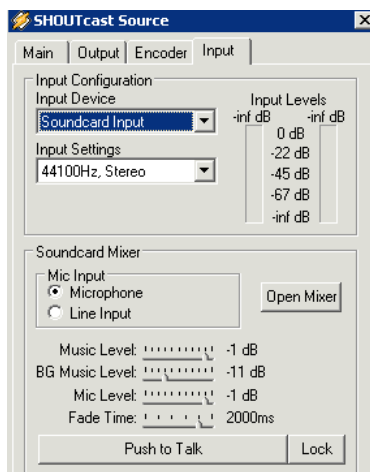 SHOUTcast Source
Main Output Encoder Input
Input Configuration
Input Device
Soundcard Input
Input Settings
44100Hz, Stereo
Input Levels
-inf dB -inf dB
0 dB
-22 dB
-45 dB
-67 dB
-inf dB
Soundcard Mixer
Mic Input
Microphone
Line Input
Open Mixer
Music Level: -1 dB
BG Music Level: -11 dB
Mic Level: -1 dB
Fade Time: 2000ms
Push to Talk Lock